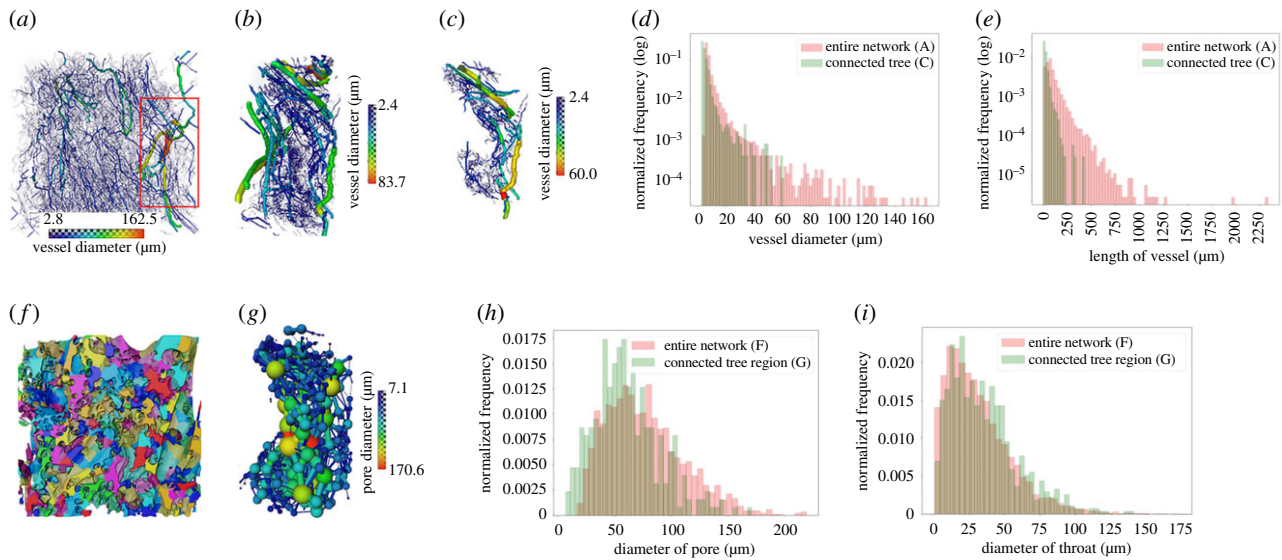 (a)
2.8 162.5
vessel diameter (µm)
(b)
2.4
vessel diameter (µm)
83.7
(c)
2.4
vessel diameter (µm)
60.0
(d)
entire network (A)
connected tree (C)
normalized frequency (log)
10⁻¹
10⁻²
10⁻³
10⁻⁴
0 20 40 60 80 100 120 140 160
vessel diameter (µm)
(e)
entire network (A)
connected tree (C)
normalized frequency (log)
10⁻²
10⁻³
10⁻⁴
10⁻⁵
0 250 500 750 1000 1250 1500 1750 2000 2250
length of vessel (µm)
(f)
(g)
7.1
pore diameter (µm)
170.6
(h)
entire network (F)
connected tree region (G)
normalized frequency
0.0175
0.0150
0.0125
0.010
0.0075
0.0050
0.0025
0
0 50 100 150 200
diameter of pore (µm)
(i)
entire network (F)
connected tree region (G)
normalized frequency
0.020
0.015
0.010
0.005
0
0 25 50 75 100 125 150 175
diameter of throat (µm)